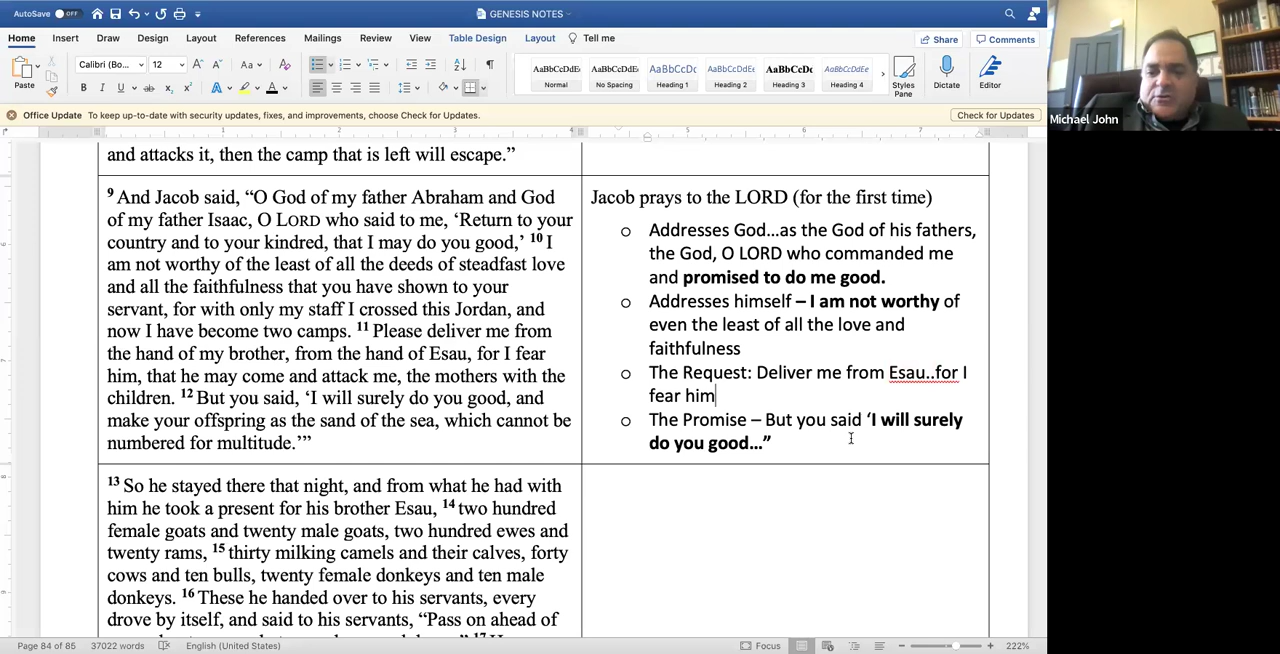 AutoSave OFF
GENESIS NOTES
Home Insert Draw Design Layout References Mailings Review View Table Design Layout Tell me
Share Comments
Paste
Calibri (Bo... 12
Normal No Spacing Heading 1 Heading 2 Heading 3 Heading 4
AaBbCcDdEe AaBbCcDdEe AaBbCcDc AaBbCcDdEe AaBbCcDc AaBbCcDdEe
Styles Pane
Dictate
Editor
Office Update To keep up-to-date with security updates, fixes, and improvements, choose Check for Updates.
Check for Updates
Michael John
and attacks it, then the camp that is left will escape.”
9 And Jacob said, “O God of my father Abraham and God
of my father Isaac, O LORD who said to me, ‘Return to your
country and to your kindred, that I may do you good,’ 10 I
am not worthy of the least of all the deeds of steadfast love
and all the faithfulness that you have shown to your
servant, for with only my staff I crossed this Jordan, and
now I have become two camps. 11 Please deliver me from
the hand of my brother, from the hand of Esau, for I fear
him, that he may come and attack me, the mothers with the
children. 12 But you said, ‘I will surely do you good, and
make your offspring as the sand of the sea, which cannot be
numbered for multitude.’”
Jacob prays to the LORD (for the first time)
o Addresses God...as the God of his fathers,
the God, O LORD who commanded me
and promised to do me good.
o Addresses himself – I am not worthy of
even the least of all the love and
faithfulness
o The Request: Deliver me from Esau..for I
fear him
o The Promise – But you said ‘I will surely
do you good...”
13 So he stayed there that night, and from what he had with
him he took a present for his brother Esau, 14 two hundred
female goats and twenty male goats, two hundred ewes and
twenty rams, 15 thirty milking camels and their calves, forty
cows and ten bulls, twenty female donkeys and ten male
donkeys. 16 These he handed over to his servants, every
drove by itself, and said to his servants, “Pass on ahead of
Page 84 of 85 37022 words English (United States) Focus 222%